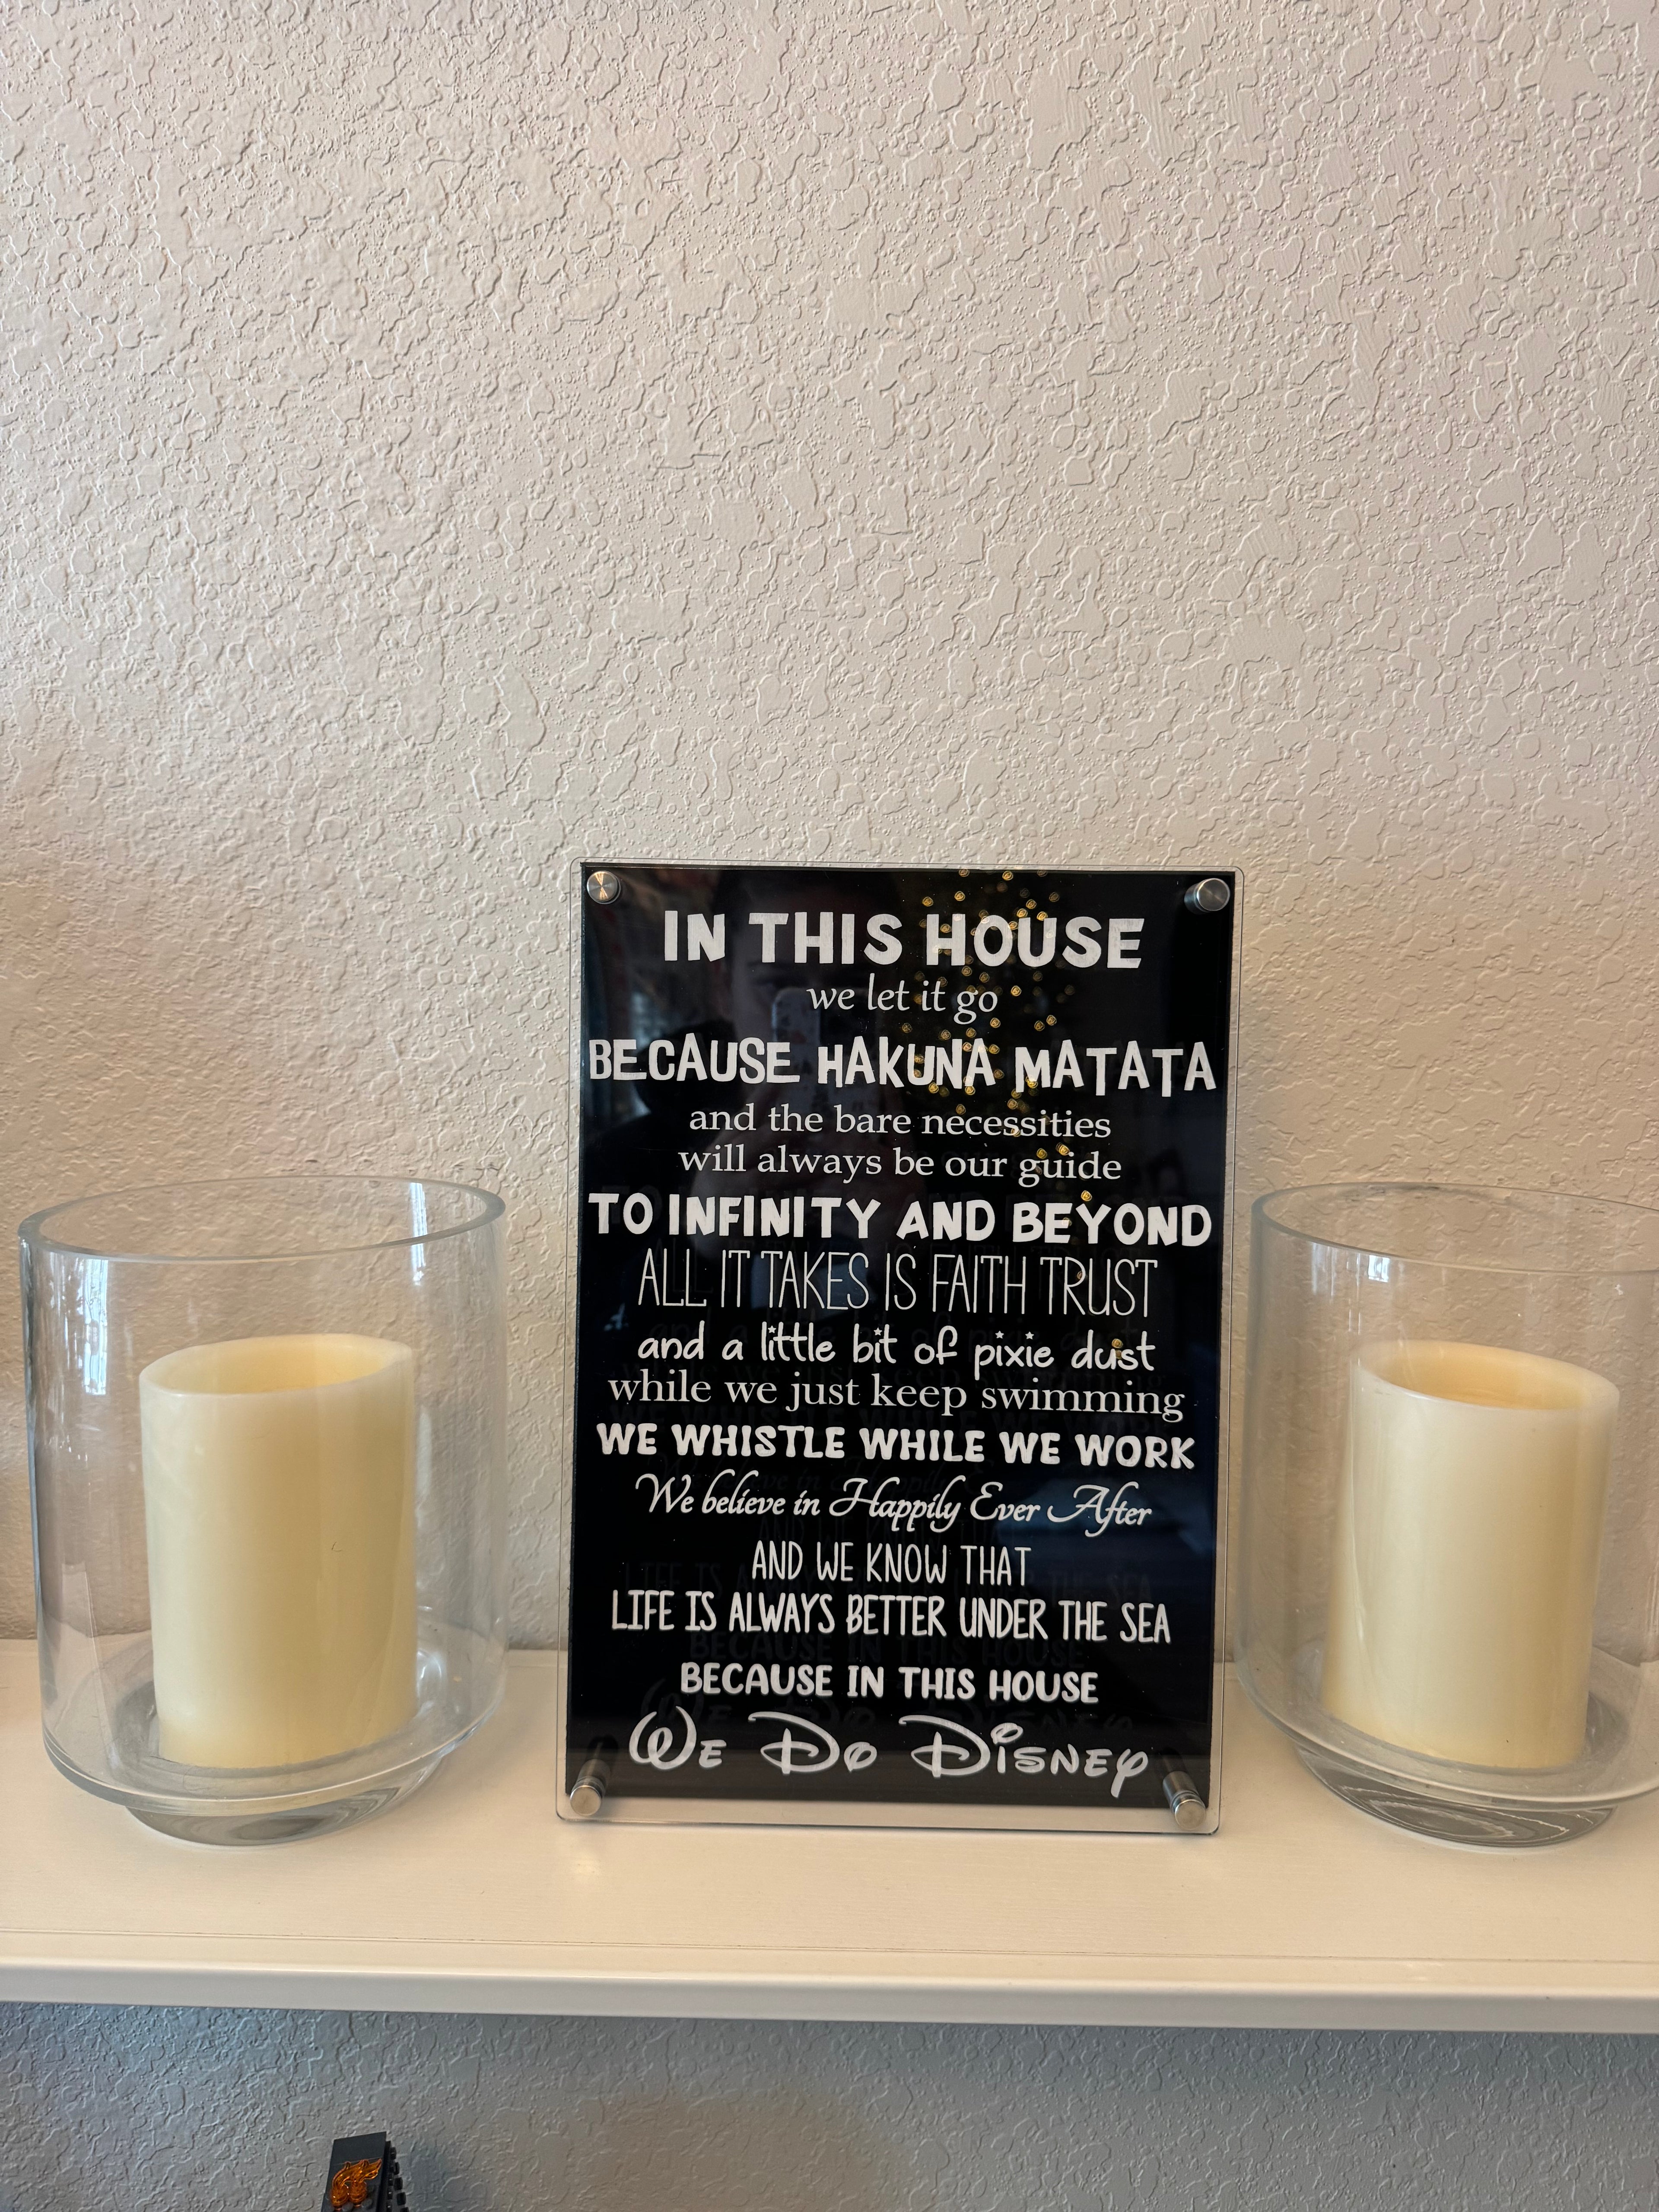 IN THIS HOUSE
we let it go
BECAUSE HAKUNA MATATA
and the bare necessities
will always be our guide
TO INFINITY AND BEYOND
ALL IT TAKES IS FAITH TRUST
and a little bit of pixie dust
while we just keep swimming
WE WHISTLE WHILE WE WORK
We believe in Happily Ever After
AND WE KNOW THAT
LIFE IS ALWAYS BETTER UNDER THE SEA
BECAUSE IN THIS HOUSE
WE DO DISNEY